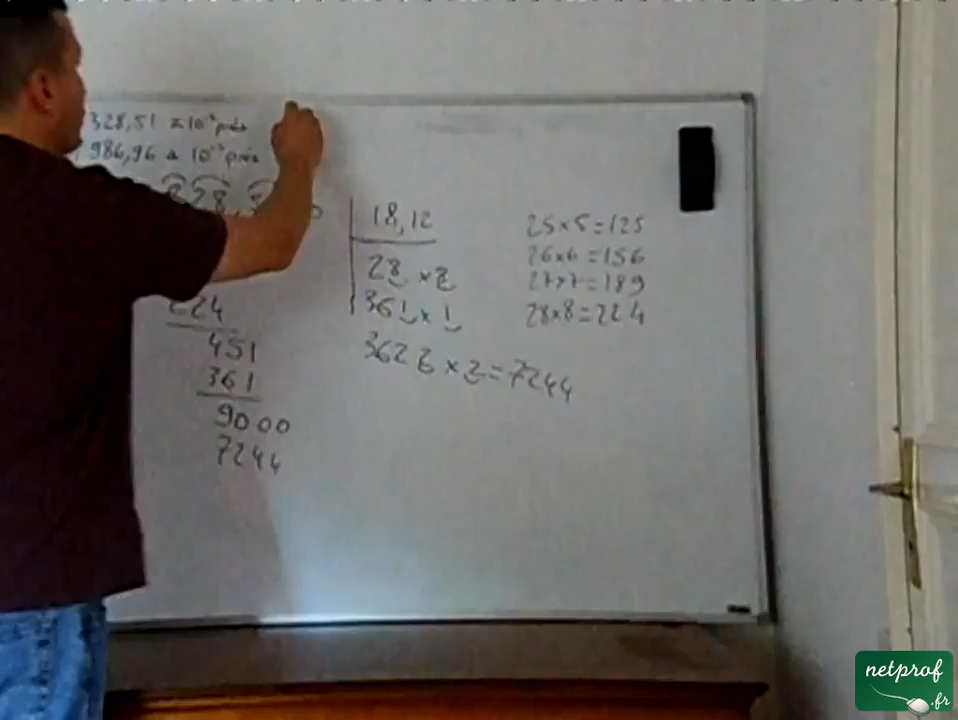 328,51 à 10⁻² près
986,96 à 10⁻² près
18,12
28 × 8
224
361 × 1
451
361
3622 × 2 = 7244
9000
7244
25×5=125
26×6=156
27×7=189
28×8=224
netprof
.fr